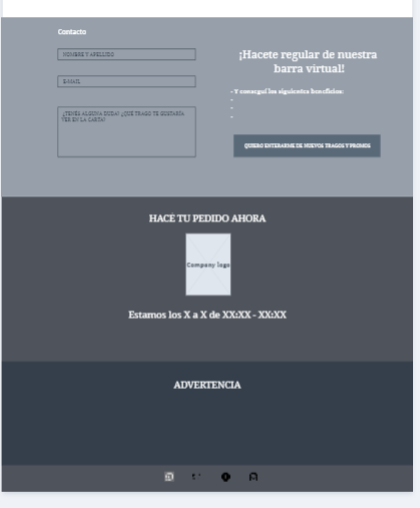 Contacto
NOMBRE Y APELLIDO
E-MAIL
¿TENÉS ALGUNA DUDA? ¿QUÉ TRAGO TE GUSTARÍA
VER EN LA CARTA?
¡Hacete regular de nuestra
barra virtual!
- Y conseguí los siguientes beneficios:
-
-
-
QUIERO ENTERARME DE NUEVOS TRAGOS Y PROMOS
HACÉ TU PEDIDO AHORA
Company logo
Estamos los X a X de XX:XX - XX:XX
ADVERTENCIA